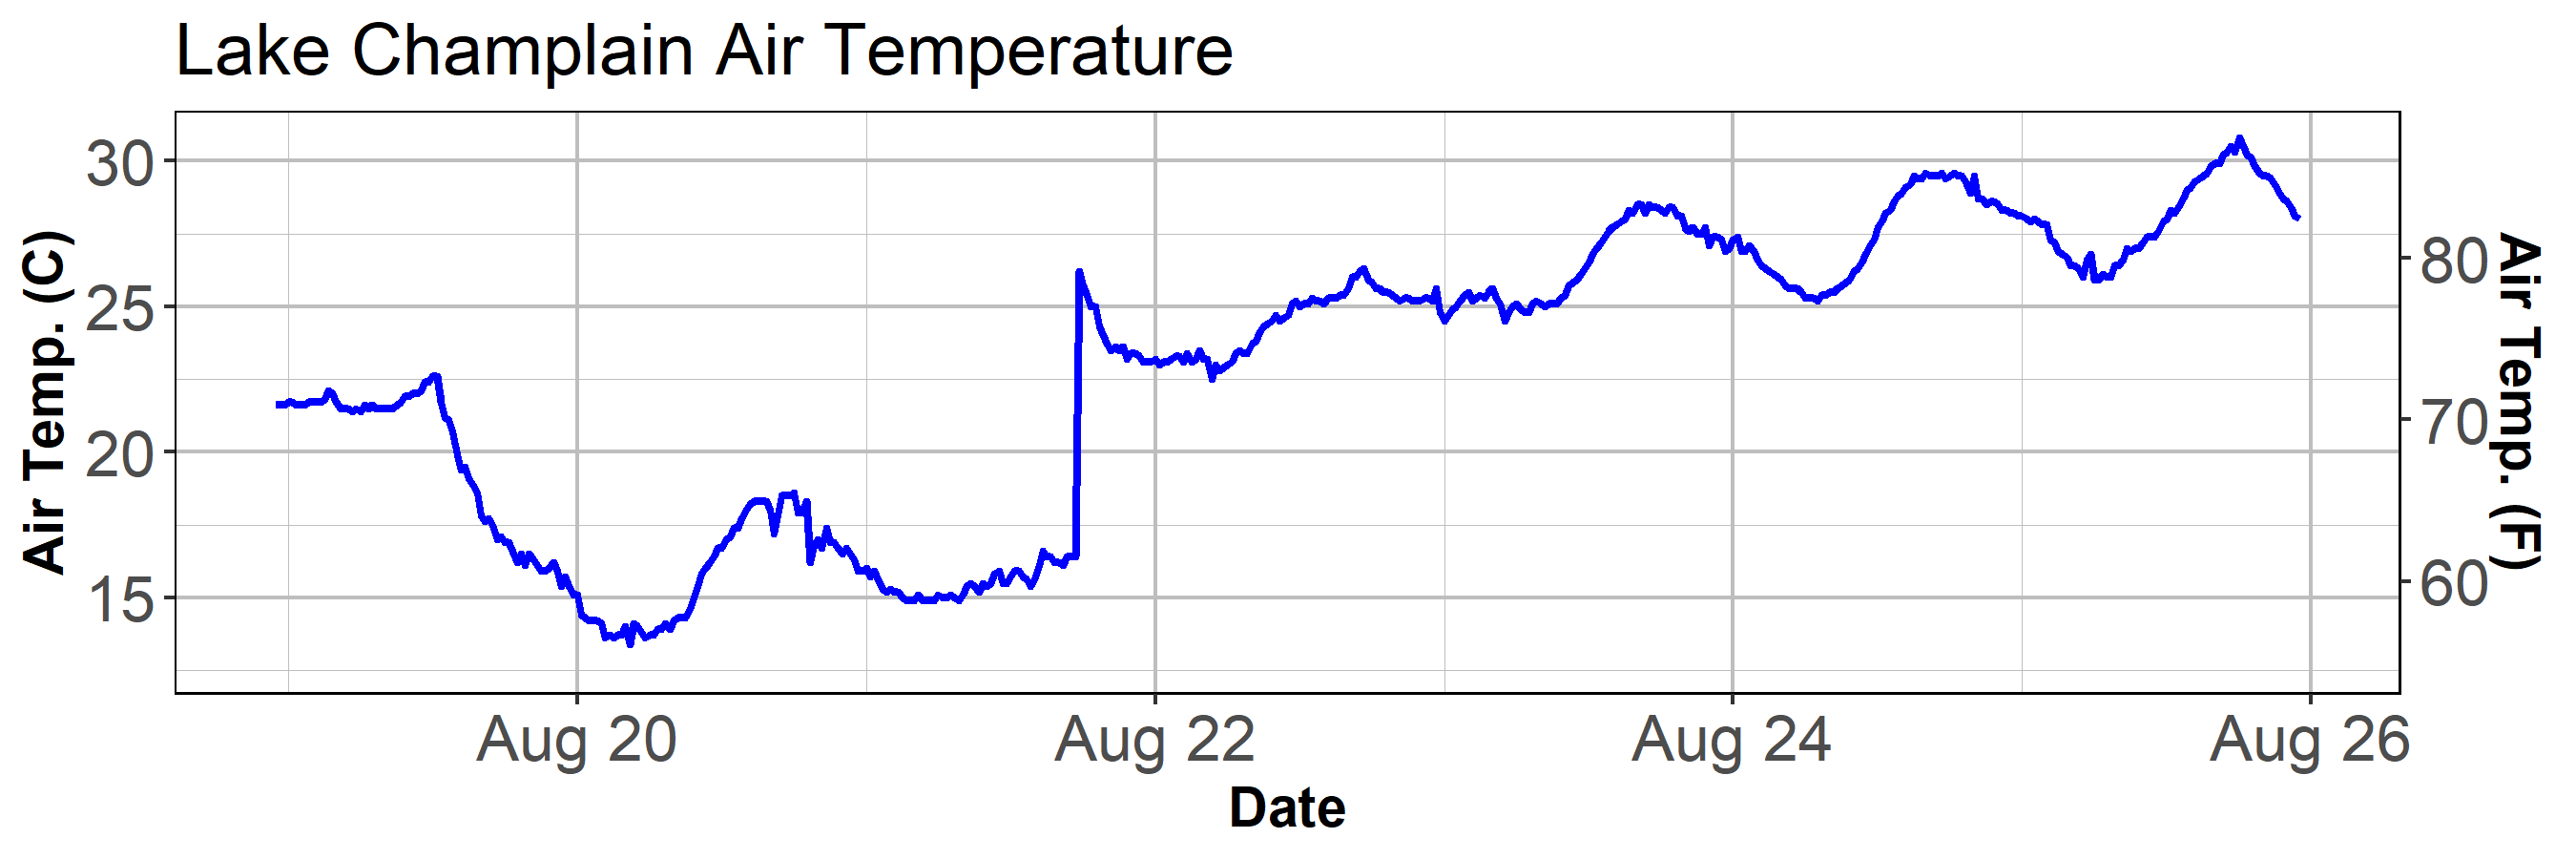 Lake Champlain Air Temperature
Air Temp. (C)
30
25
20
15
80
70
60
Air Temp. (F)
Aug 20
Aug 22
Aug 24
Aug 26
Date